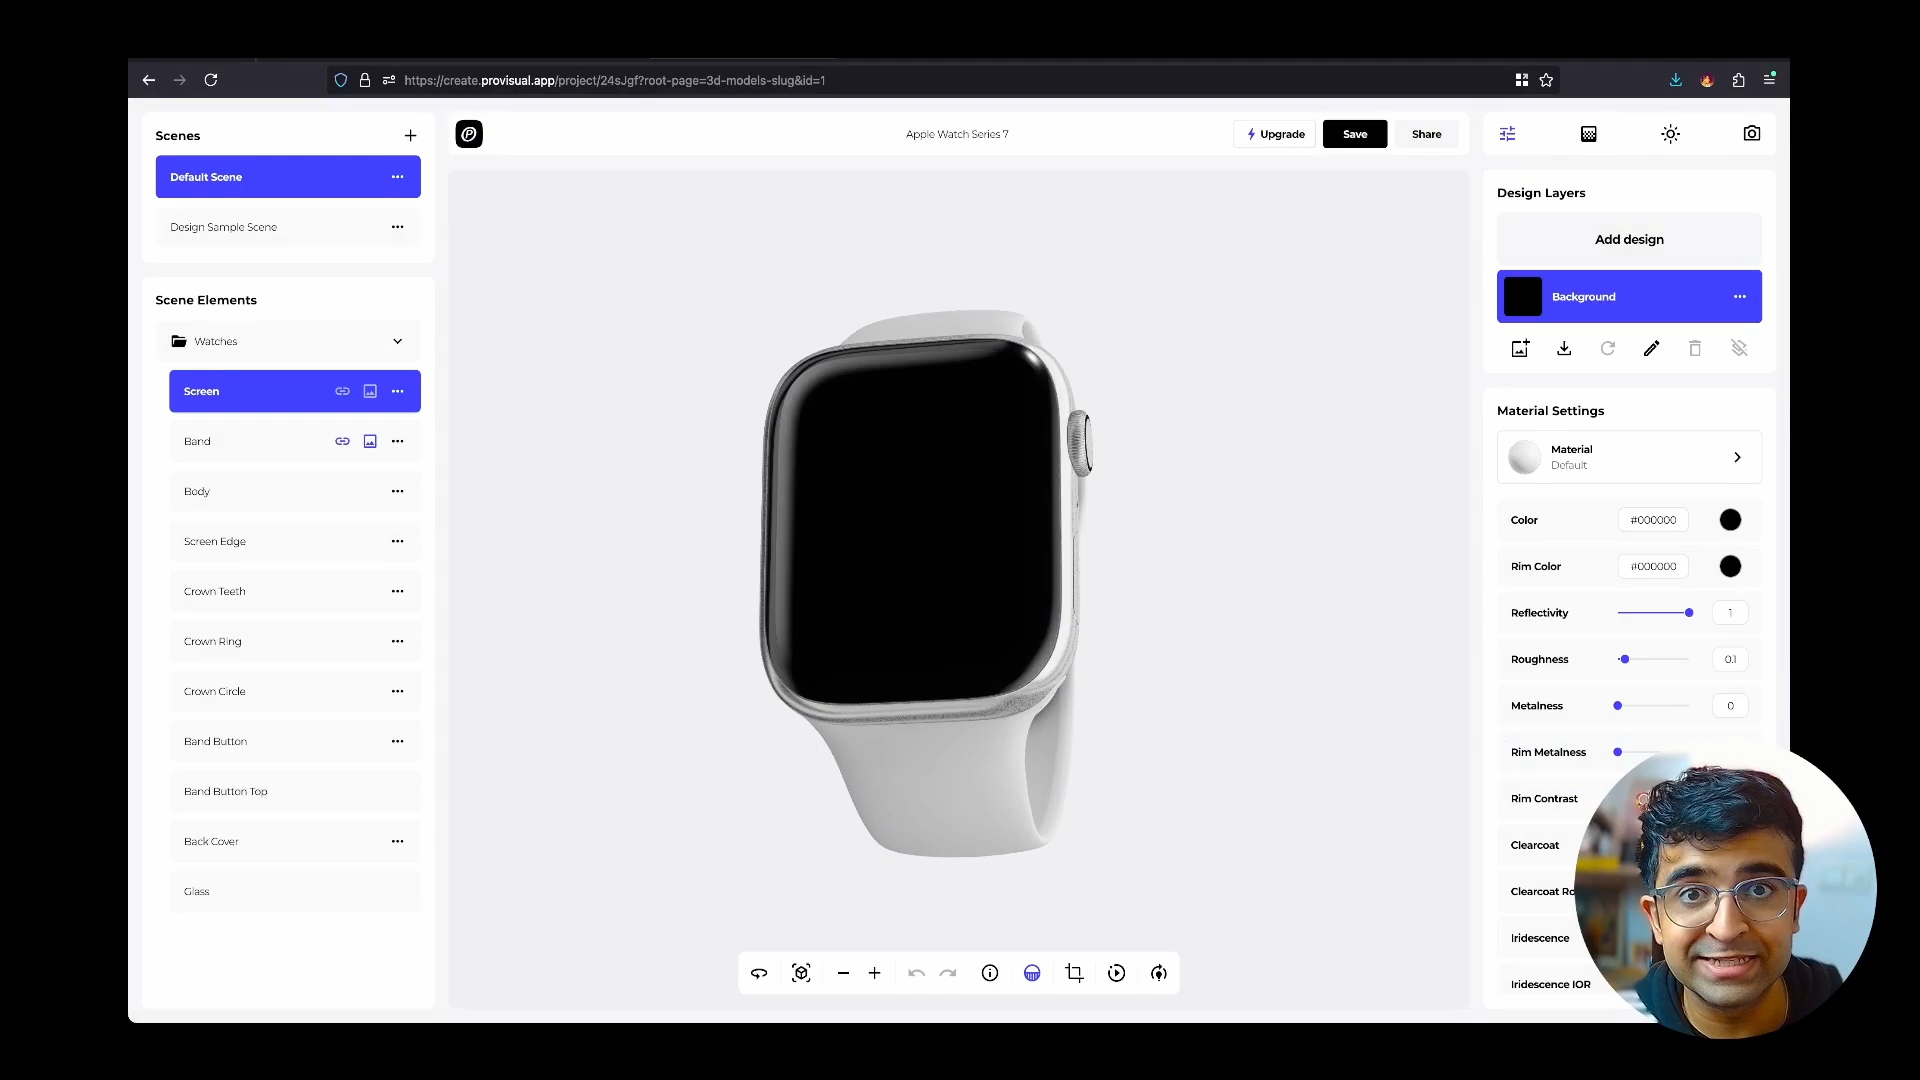 https://create.provisual.app/project/24sJgf?root-page=3d-models-slug&id=1
Scenes
Default Scene
Design Sample Scene
Scene Elements
Watches
Screen
Band
Body
Screen Edge
Crown Teeth
Crown Ring
Crown Circle
Band Button
Band Button Top
Back Cover
Glass
Apple Watch Series 7
Upgrade
Save
Share
Design Layers
Add design
Background
Material Settings
Material
Default
Color #000000
Rim Color #000000
Reflectivity 1
Roughness 0.1
Metalness 0
Rim Metalness
Rim Contrast
Clearcoat
Clearcoat Ro
Iridescence
Iridescence IOR